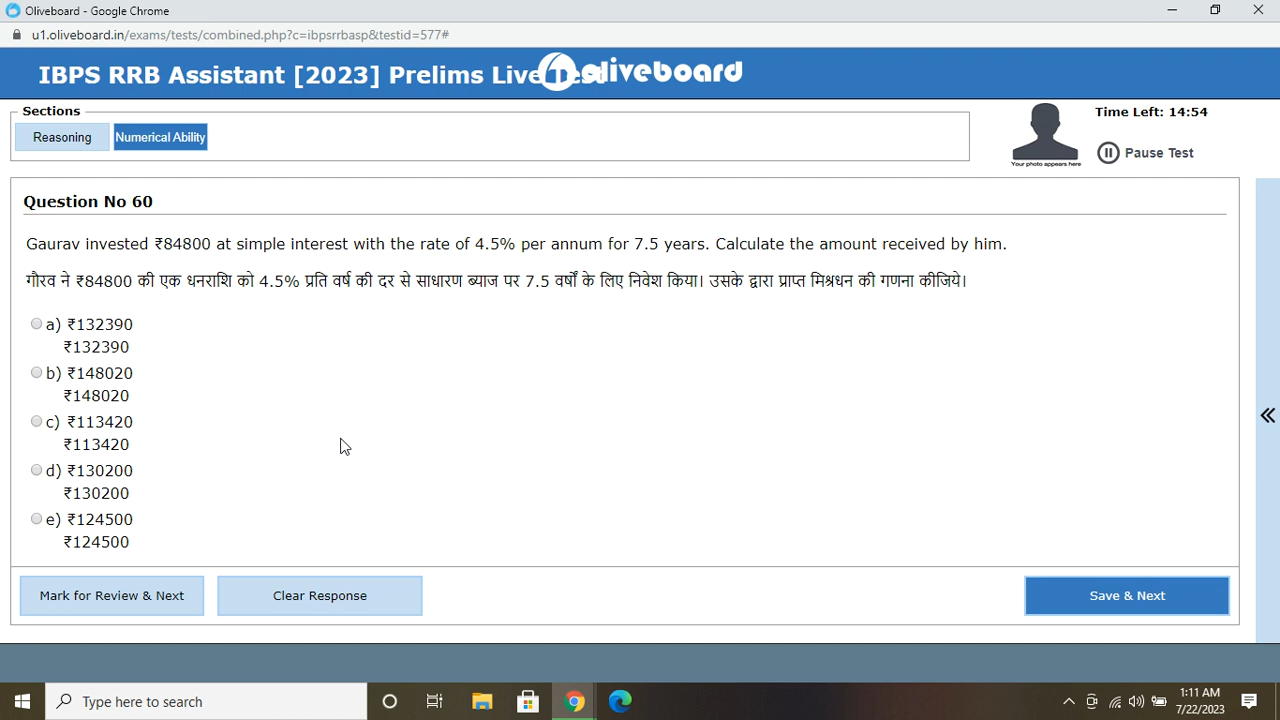 Oliveboard - Google Chrome
u1.oliveboard.in/exams/tests/combined.php?c=ibpsrrbasp&testid=577#
IBPS RRB Assistant [2023] Prelims Live Test
oliveboard
Sections
Reasoning
Numerical Ability
Your photo appears here
Time Left: 14:54
Pause Test
Question No 60
Gaurav invested ₹84800 at simple interest with the rate of 4.5% per annum for 7.5 years. Calculate the amount received by him.
गौरव ने ₹84800 की एक धनराशि को 4.5% प्रति वर्ष की दर से साधारण ब्याज पर 7.5 वर्षों के लिए निवेश किया। उसके द्वारा प्राप्त मिश्रधन की गणना कीजिये।
a) ₹132390
₹132390
b) ₹148020
₹148020
c) ₹113420
₹113420
d) ₹130200
₹130200
e) ₹124500
₹124500
Mark for Review & Next
Clear Response
Save & Next
Type here to search
1:11 AM
7/22/2023